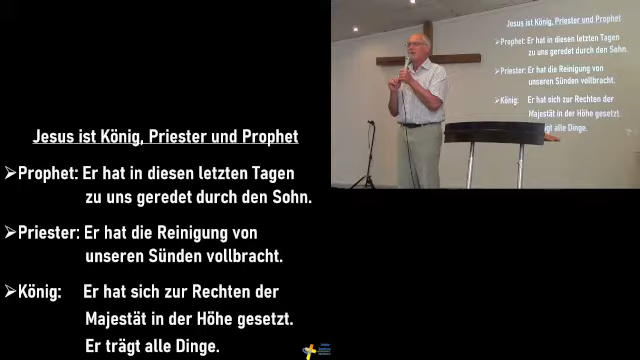 Jesus ist König, Priester und Prophet
➢Prophet: Er hat in diesen letzten Tagen
zu uns geredet durch den Sohn.
➢Priester: Er hat die Reinigung von
unseren Sünden vollbracht.
➢König: Er hat sich zur Rechten der
Majestät in der Höhe gesetzt.
Er trägt alle Dinge.
Jesus ist König, Priester und Prophet
➢Prophet: Er hat in diesen letzten Tagen
zu uns geredet durch den Sohn.
➢Priester: Er hat die Reinigung von
unseren Sünden vollbracht.
➢König: Er hat sich zur Rechten der
Majestät in der Höhe gesetzt.
trägt alle Dinge.